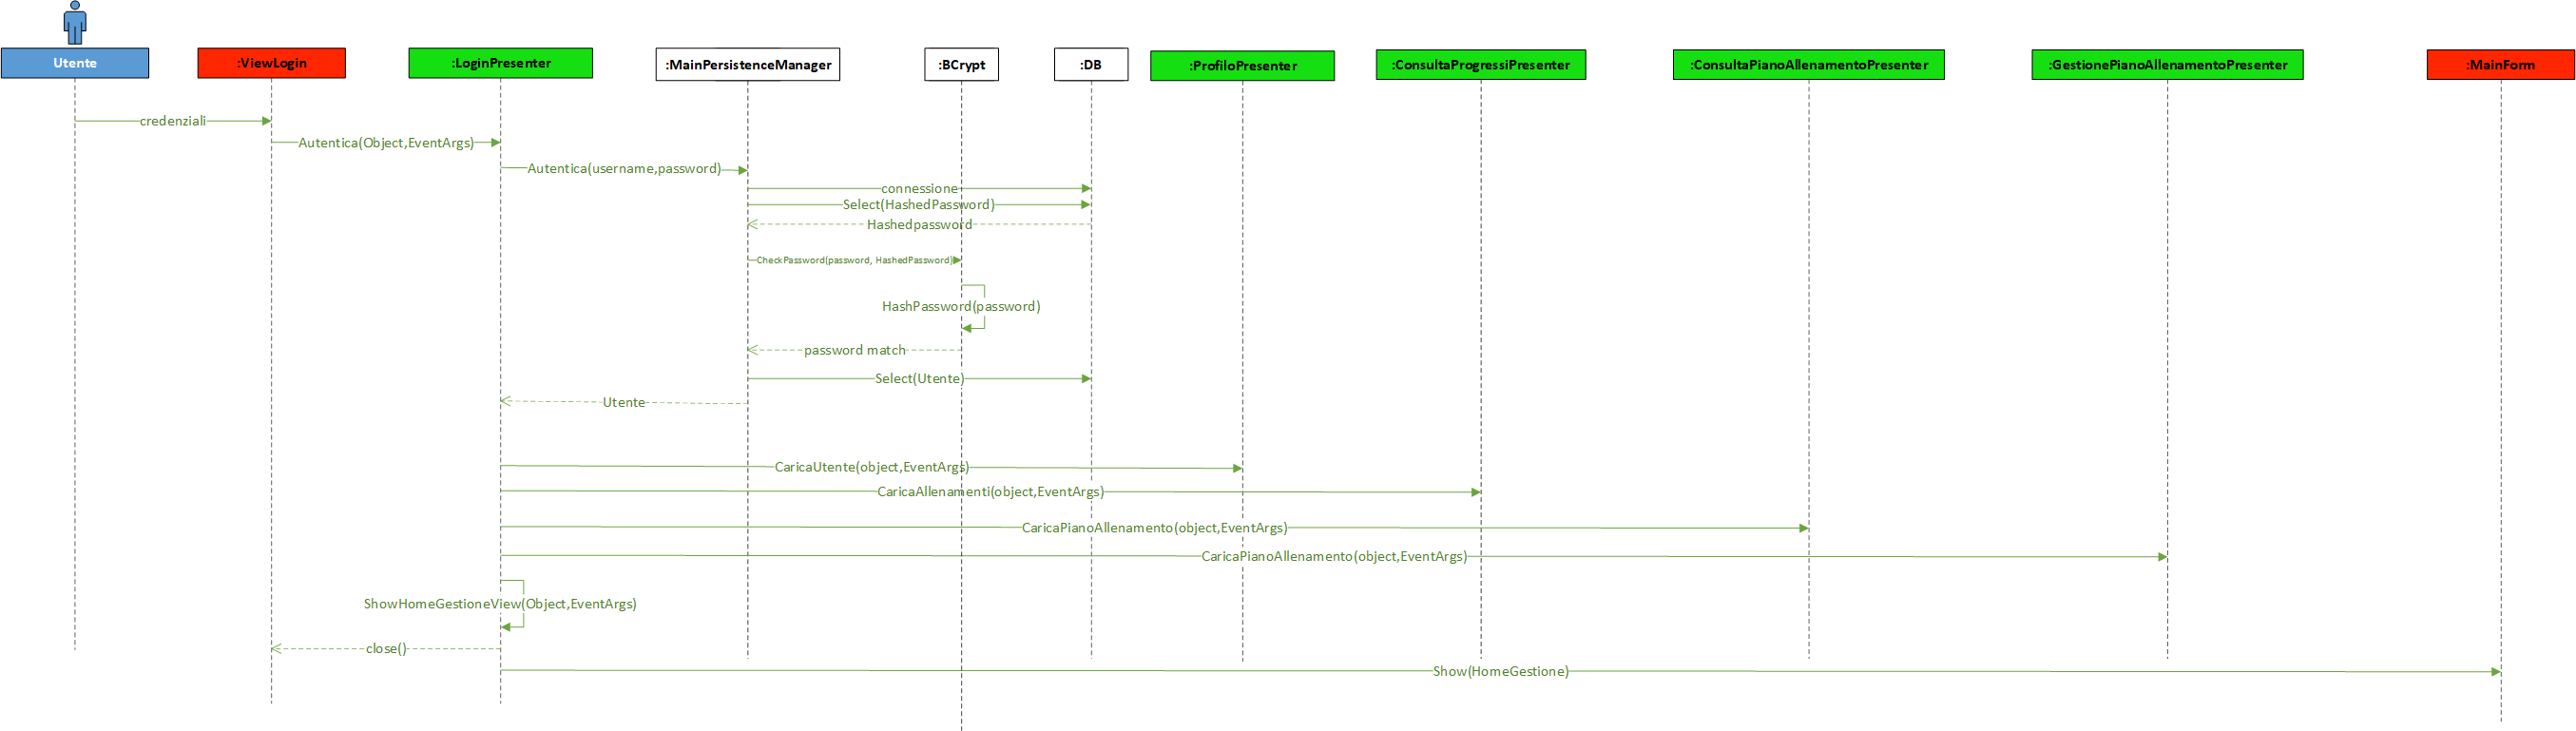 Utente
:ViewLogin
:LoginPresenter
:MainPersistenceManager
:BCrypt
:DB
:ProfiloPresenter
:ConsultaProgressiPresenter
:ConsultaPianoAllenamentoPresenter
:GestionePianoAllenamentoPresenter
:MainForm
credenziali
Autentica(Object,EventArgs)
Autentica(username,password)
connessione
Select(HashedPassword)
Hashedpassword
CheckPassword(password, HashedPassword)
HashPassword(password)
password match
Select(Utente)
Utente
CaricaUtente(object,EventArgs)
CaricaAllenamenti(object,EventArgs)
CaricaPianoAllenamento(object,EventArgs)
CaricaPianoAllenamento(object,EventArgs)
ShowHomeGestioneView(Object,EventArgs)
close()
Show(HomeGestione)